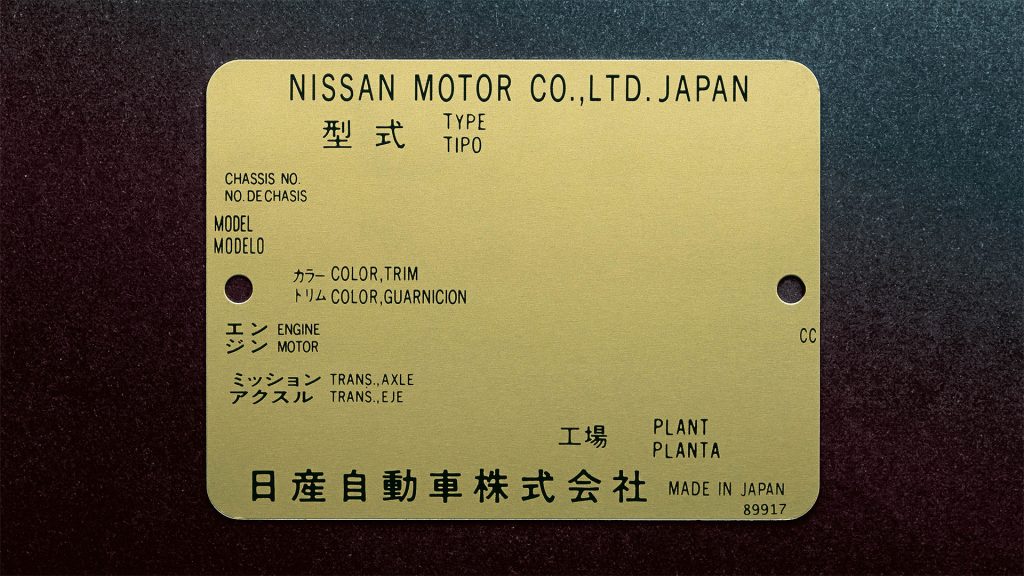 NISSAN MOTOR CO.,LTD. JAPAN
型式 TYPE
TIPO
CHASSIS NO.
NO.DE CHASIS
MODEL
MODELO
カラー COLOR,TRIM
トリム COLOR,GUARNICION
エン ENGINE
ジン MOTOR
CC
ミッション TRANS.,AXLE
アクスル TRANS.,EJE
工場 PLANT
PLANTA
日産自動車株式会社 MADE IN JAPAN
89917